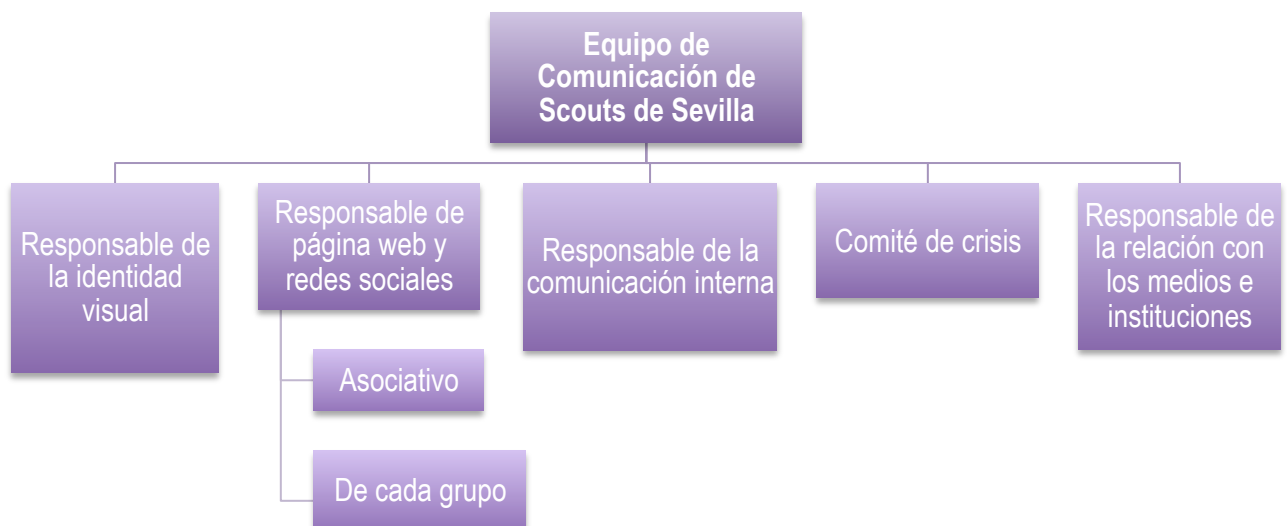 Equipo de
Comunicación de
Scouts de Sevilla
Responsable de
la identidad
visual
Responsable de
página web y
redes sociales
Asociativo
De cada grupo
Responsable de la
comunicación interna
Comité de crisis
Responsable de
la relación con
los medios e
instituciones